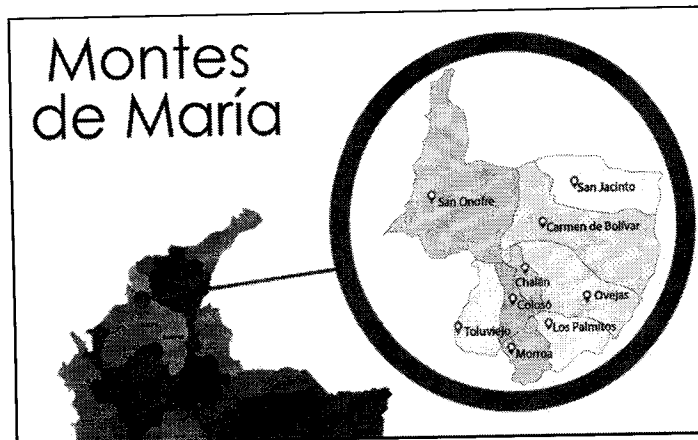 Montes
de María
San Jacinto
San Onofre
Carmen de Bolívar
Chalán
Colosó
Ovejas
Toluviejo
Los Palmitos
Morroa